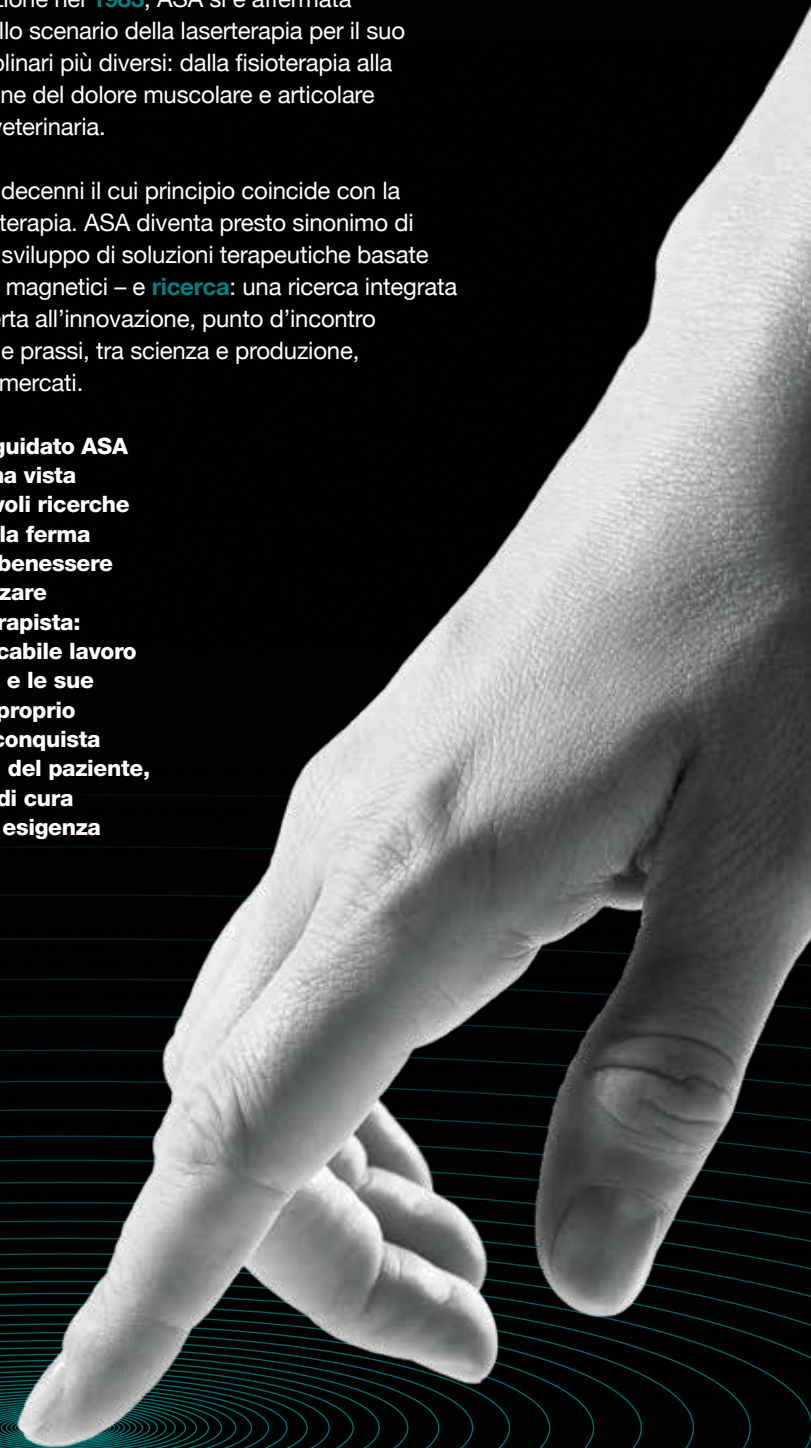 zione nel 1983, ASA si è affermata
llo scenario della laserterapia per il suo
plinari più diversi: dalla fisioterapia alla
ne del dolore muscolare e articolare
veterinaria.
decenni il cui principio coincide con la
terapia. ASA diventa presto sinonimo di
sviluppo di soluzioni terapeutiche basate
magnetici – e ricerca: una ricerca integrata
erta all’innovazione, punto d’incontro
e prassi, tra scienza e produzione,
mercati.
guidato ASA
na vista
voli ricerche
la ferma
benessere
zare
rapista:
cabile lavoro
e le sue
proprio
conquista
del paziente,
di cura
esigenza